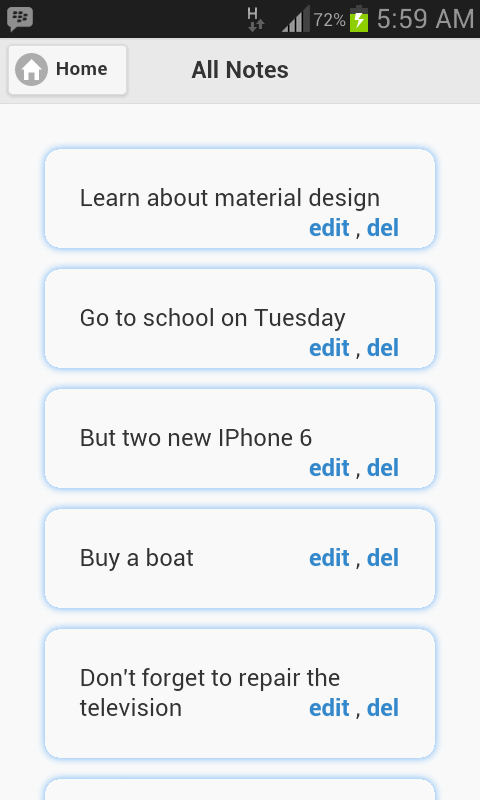 H 72% 5:59 AM
Home All Notes
Learn about material design
edit , del
Go to school on Tuesday
edit , del
But two new IPhone 6
edit , del
Buy a boat edit , del
Don't forget to repair the
television edit , del